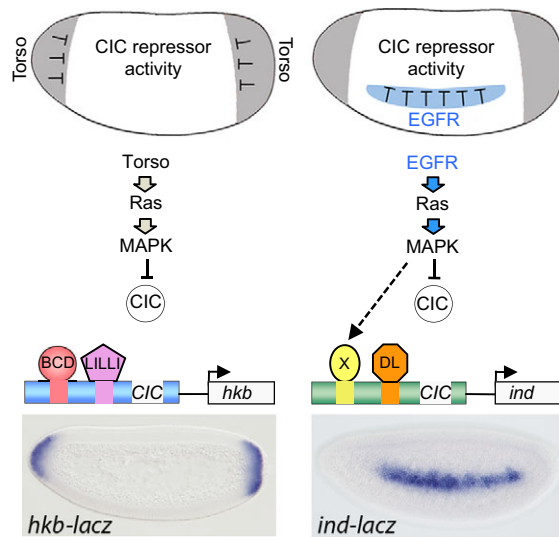 Torso
CIC repressor
activity
Torso
CIC repressor
activity
EGFR
Torso
Ras
MAPK
CIC
EGFR
Ras
MAPK
CIC
BCD
LILLI
CIC
hkb
X
DL
CIC
ind
hkb-lacz
ind-lacz